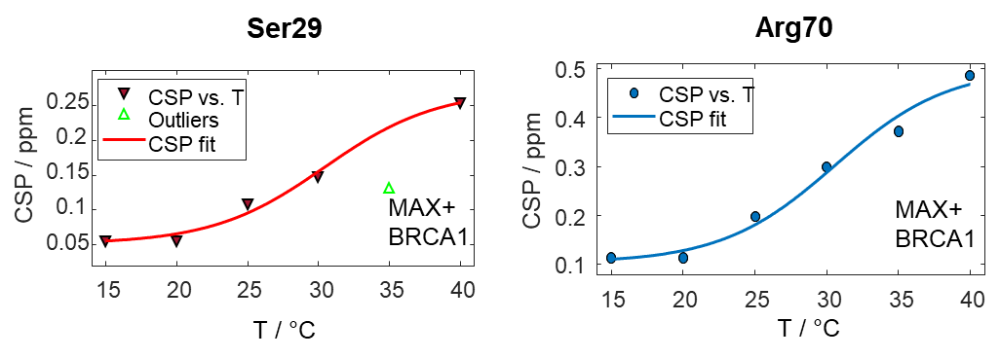 Ser29
CSP / ppm
0.25
0.2
0.15
0.1
0.05
CSP vs. T
Outliers
CSP fit
MAX+
BRCA1
15 20 25 30 35 40
T / °C
Arg70
CSP / ppm
0.5
0.4
0.3
0.2
0.1
CSP vs. T
CSP fit
MAX+
BRCA1
15 20 25 30 35 40
T / °C